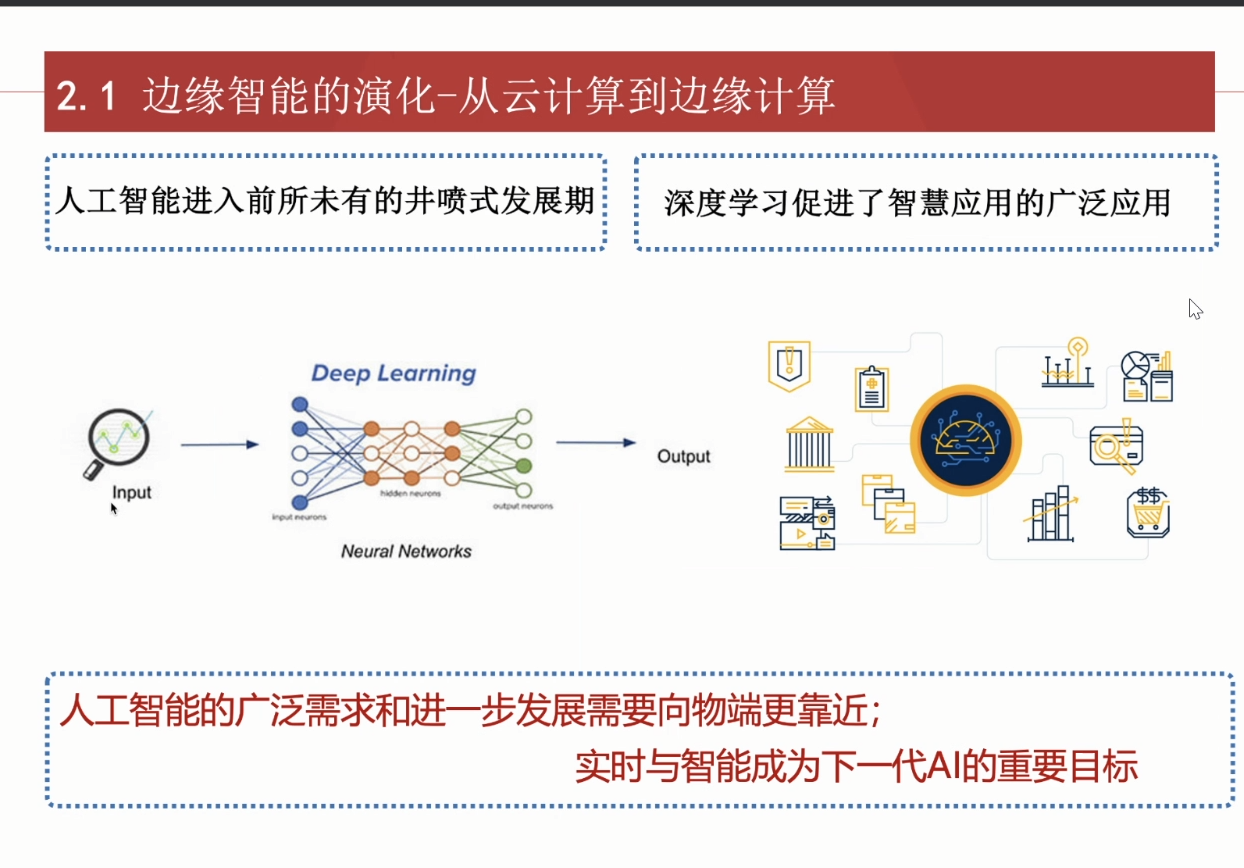 2.1 边缘智能的演化-从云计算到边缘计算
人工智能进入前所未有的井喷式发展期
深度学习促进了智慧应用的广泛应用
Deep Learning
Input
input neurons
hidden neurons
output neurons
Neural Networks
Output
$$
人工智能的广泛需求和进一步发展需要向物端更靠近；
实时与智能成为下一代AI的重要目标